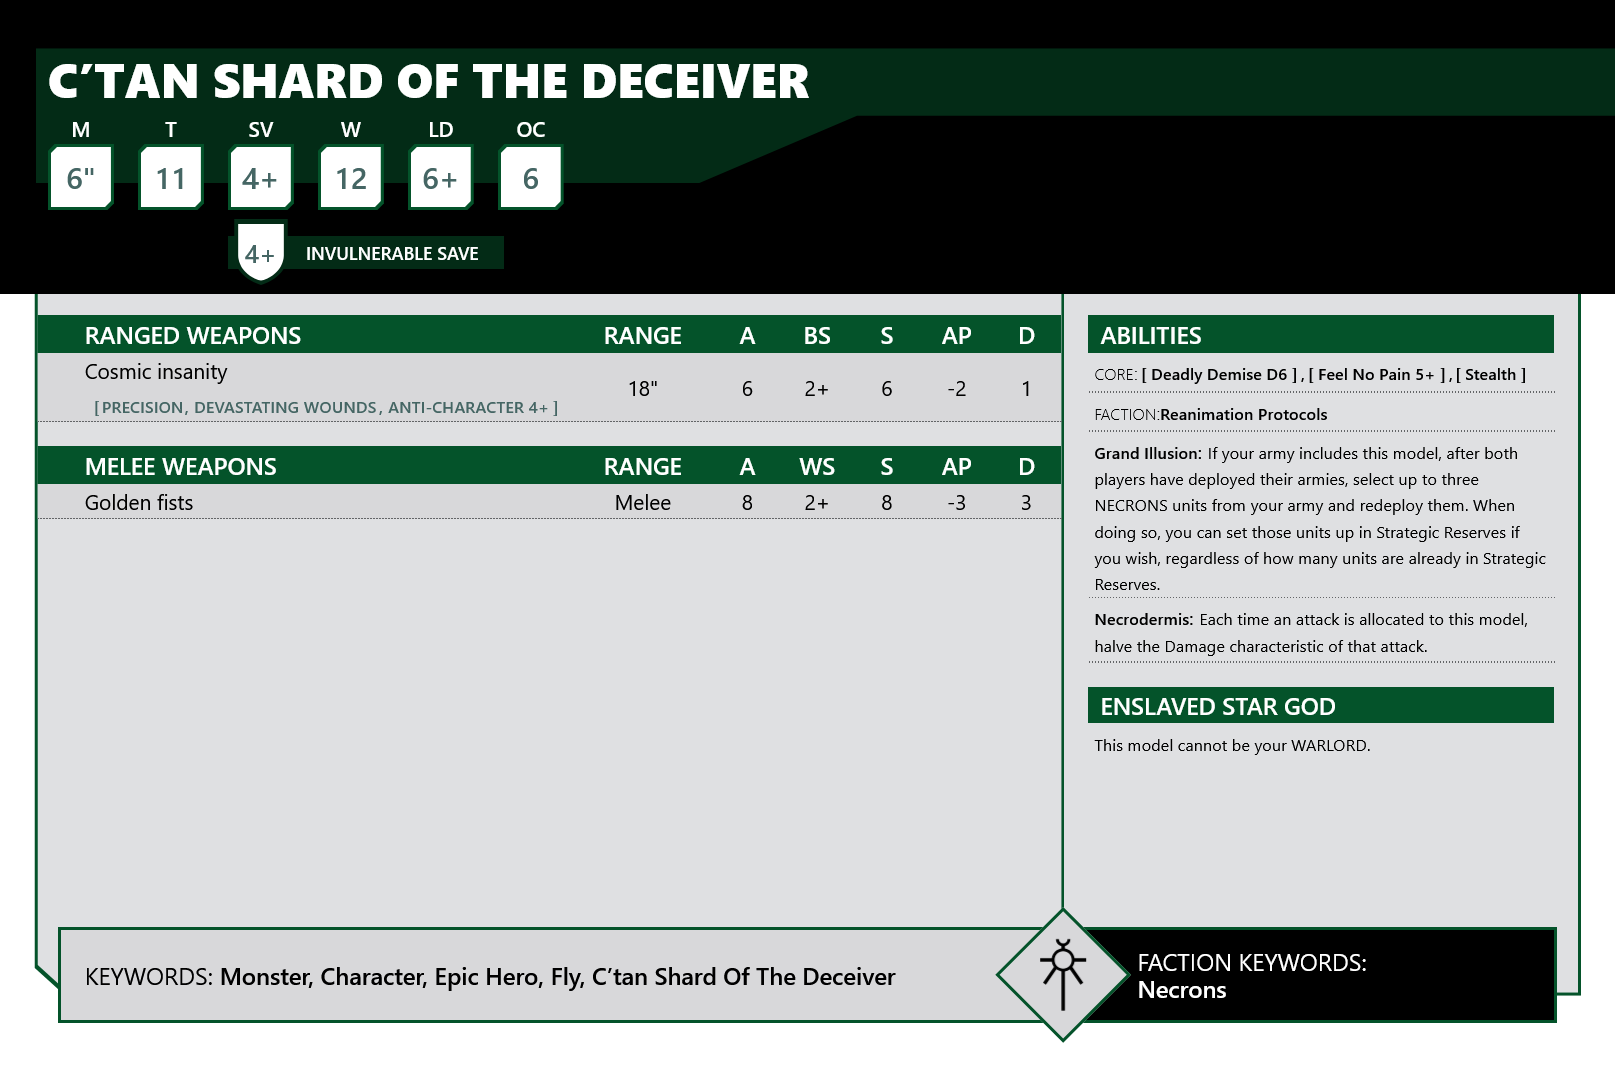 C’TAN SHARD OF THE DECEIVER
M T SV W LD OC
6" 11 4+ 12 6+ 6
4+ INVULNERABLE SAVE
RANGED WEAPONS RANGE A BS S AP D
Cosmic insanity 18" 6 2+ 6 -2 1
[ PRECISION, DEVASTATING WOUNDS, ANTI-CHARACTER 4+ ]
MELEE WEAPONS RANGE A WS S AP D
Golden fists Melee 8 2+ 8 -3 3
ABILITIES
CORE: [ Deadly Demise D6 ] , [ Feel No Pain 5+ ] , [ Stealth ]
FACTION:Reanimation Protocols
Grand Illusion: If your army includes this model, after both
players have deployed their armies, select up to three
NECRONS units from your army and redeploy them. When
doing so, you can set those units up in Strategic Reserves if
you wish, regardless of how many units are already in Strategic
Reserves.
Necrodermis: Each time an attack is allocated to this model,
halve the Damage characteristic of that attack.
ENSLAVED STAR GOD
This model cannot be your WARLORD.
KEYWORDS: Monster, Character, Epic Hero, Fly, C’tan Shard Of The Deceiver
FACTION KEYWORDS:
Necrons